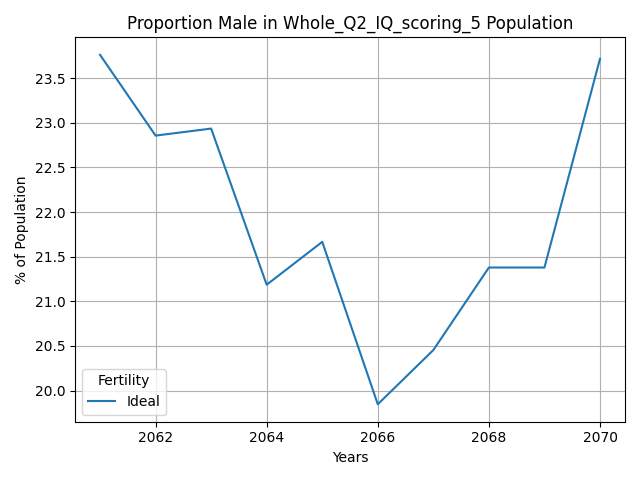 Proportion Male in Whole_Q2_IQ_scoring_5 Population
% of Population
23.5
23.0
22.5
22.0
21.5
21.0
20.5
20.0
Fertility
Ideal
2062 2064 2066 2068 2070
Years